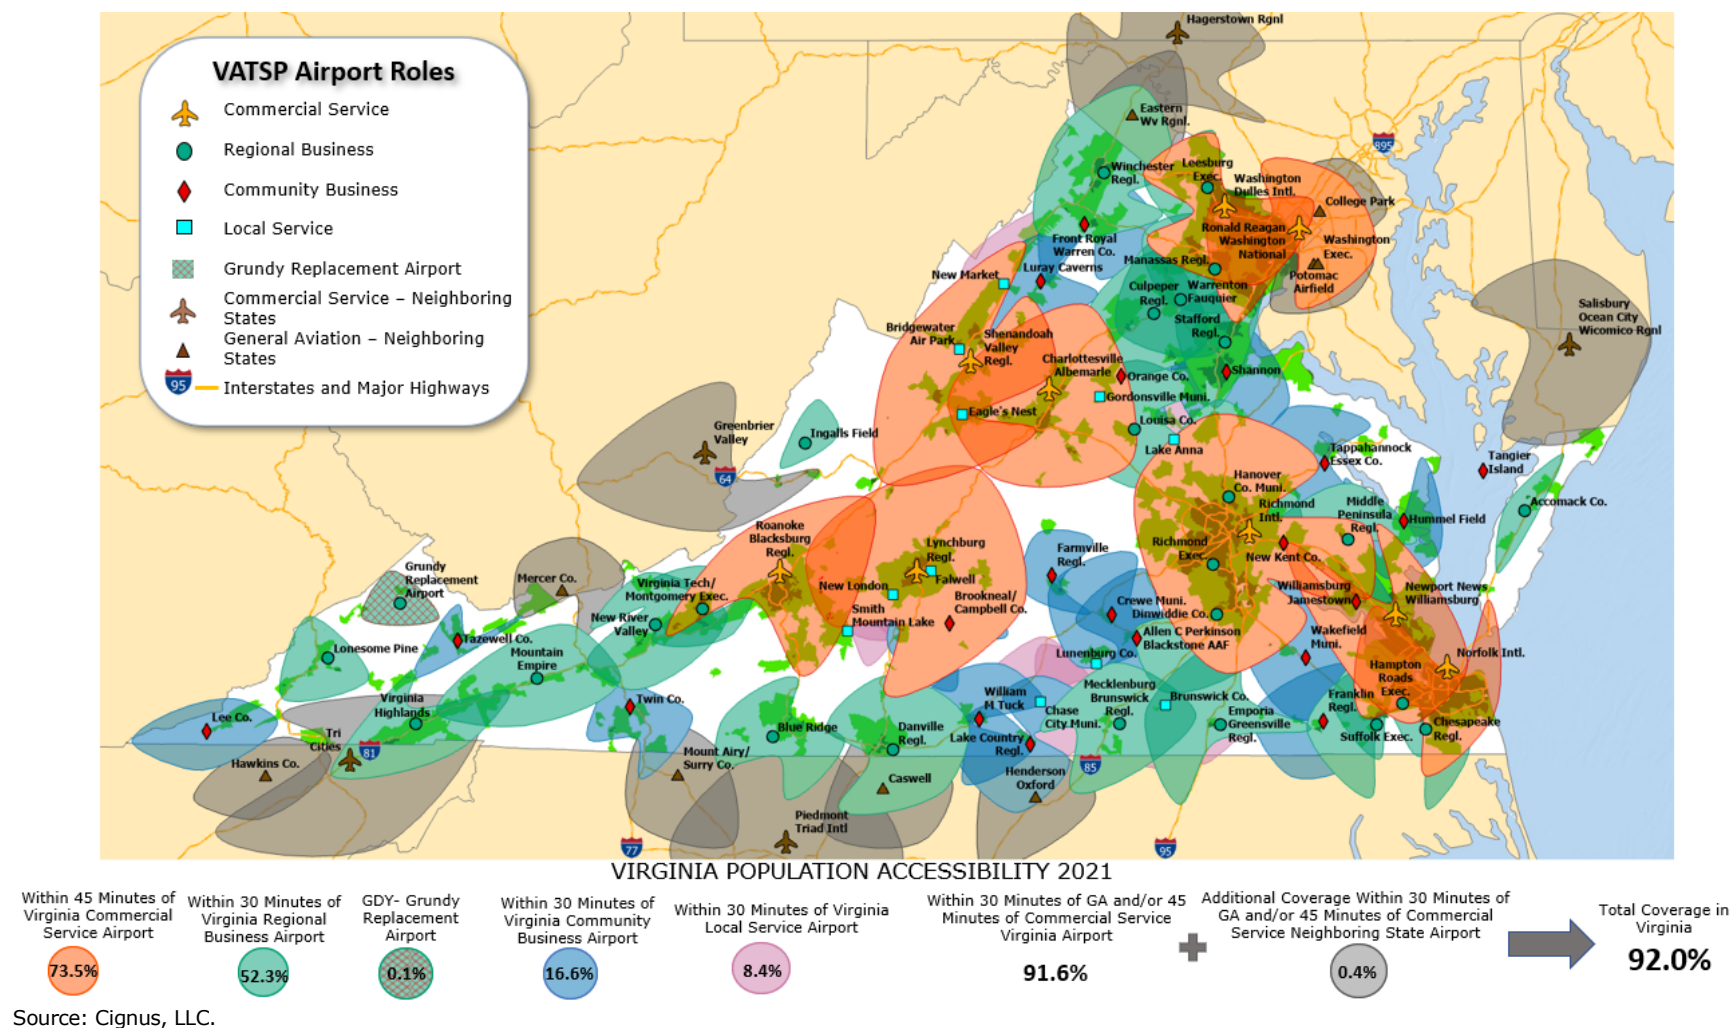 VATSP Airport Roles
Commercial Service
Regional Business
Community Business
Local Service
Grundy Replacement Airport
Commercial Service – Neighboring
States
General Aviation – Neighboring
States
95
Interstates and Major Highways
Hagerstown Rgnl
Eastern
Wv Rgnl.
895
Winchester
Regl.
Leesburg
Exec.
Washington
Dulles Intl.
College Park
Ronald Reagan
Washington
National
Washington
Exec.
Potomac
Airfield
Front Royal
Warren Co.
Manassas Regl.
Luray Caverns
New Market
Culpeper
Regl.
Warrenton
Fauquier
Stafford
Regl.
Salisbury
Ocean City
Wicomico Rgnl
Bridgewater
Air Park
Shenandoah
Valley
Regl.
Charlottesville
Albemarle
Orange Co.
Shannon
Gordonsville Muni.
Eagle's Nest
Louisa Co.
Lake Anna
Greenbrier
Valley
64
Ingalls Field
Tappahannock
Essex Co.
Tangier
Island
Accomack Co.
Hanover
Co. Muni.
Richmond
Intl.
Middle
Peninsula
Regl.
Hummel Field
Richmond
Exec.
New Kent Co.
Roanoke
Blacksburg
Regl.
Lynchburg
Regl.
Falwell
New London
Farmville
Regl.
Brookneal/
Campbell Co.
Smith
Mountain Lake
Williamsburg
Jamestown
Newport News
Williamsburg
Grundy
Replacement
Airport
Mercer Co.
Virginia Tech/
Montgomery Exec.
New River
Valley
Crewe Muni.
Dinwiddie Co.
Allen C Perkinson
Blackstone AAF
Wakefield
Muni.
Norfolk Intl.
Lonesome Pine
Tazewell Co.
Mountain
Empire
Lunenburg Co.
Hampton
Roads
Exec.
Virginia
Highlands
Twin Co.
William
M Tuck
Chase
City Muni.
Mecklenburg
Brunswick
Regl.
Brunswick Co.
Emporia
Greensville
Regl.
Franklin
Regl.
Suffolk Exec.
Chesapeake
Regl.
Lee Co.
Tri
Cities
81
Blue Ridge
Danville
Regl.
Lake Country
Regl.
Hawkins Co.
Mount Airy/
Surry Co.
Caswell
Henderson
Oxford
85
Piedmont
Triad Intl
77
95
VIRGINIA POPULATION ACCESSIBILITY 2021
Within 45 Minutes of
Virginia Commercial
Service Airport
73.5%
Within 30 Minutes of
Virginia Regional
Business Airport
52.3%
GDY- Grundy
Replacement
Airport
0.1%
Within 30 Minutes of
Virginia Community
Business Airport
16.6%
Within 30 Minutes of Virginia
Local Service Airport
8.4%
Within 30 Minutes of GA and/or 45
Minutes of Commercial Service
Virginia Airport
91.6%
Additional Coverage Within 30 Minutes of
GA and/or 45 Minutes of Commercial
Service Neighboring State Airport
0.4%
Total Coverage in
Virginia
92.0%
Source: Cignus, LLC.